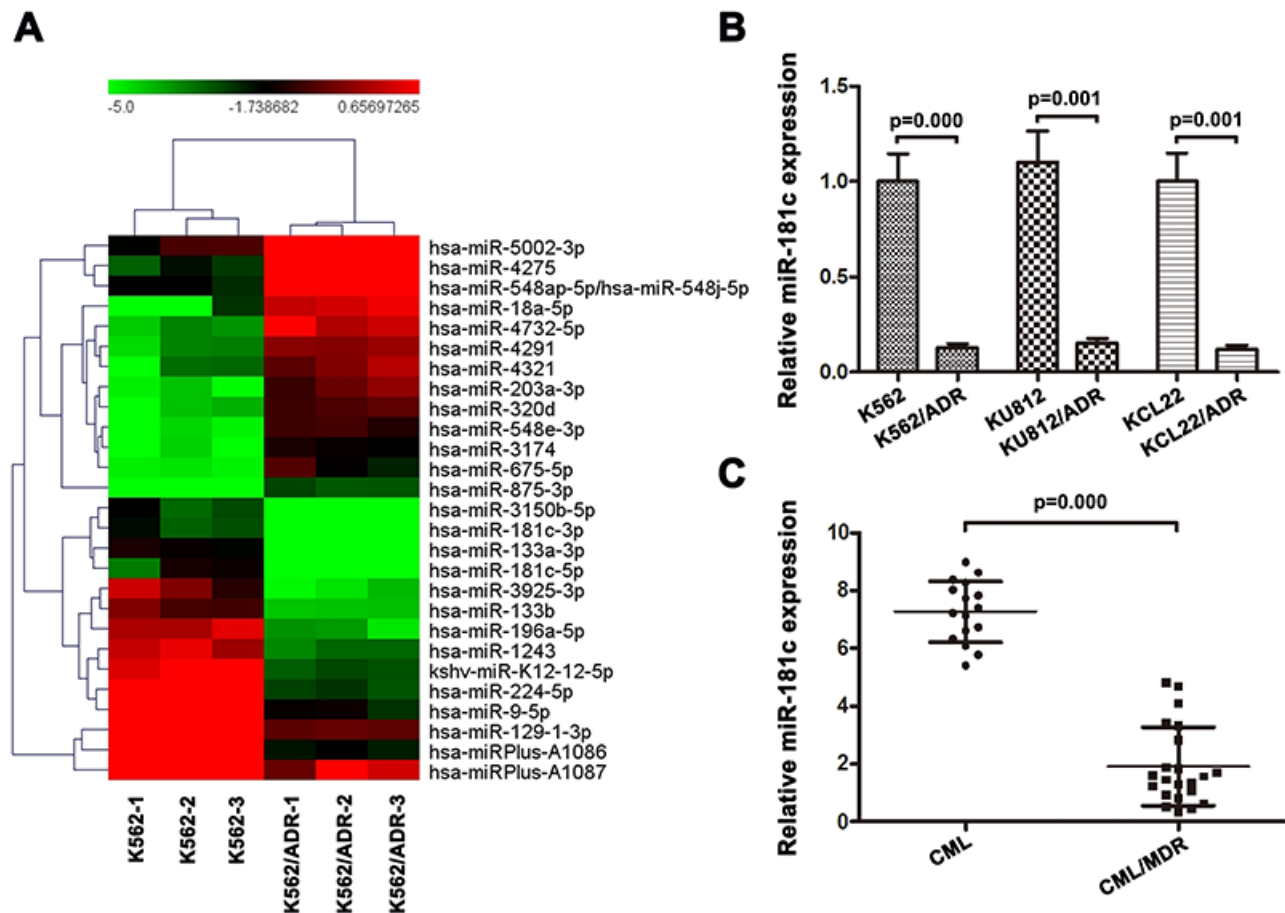 A
-5.0 -1.738682 0.65697265
hsa-miR-5002-3p
hsa-miR-4275
hsa-miR-548ap-5p/hsa-miR-548j-5p
hsa-miR-18a-5p
hsa-miR-4732-5p
hsa-miR-4291
hsa-miR-4321
hsa-miR-203a-3p
hsa-miR-320d
hsa-miR-548e-3p
hsa-miR-3174
hsa-miR-675-5p
hsa-miR-875-3p
hsa-miR-3150b-5p
hsa-miR-181c-3p
hsa-miR-133a-3p
hsa-miR-181c-5p
hsa-miR-3925-3p
hsa-miR-133b
hsa-miR-196a-5p
hsa-miR-1243
kshv-miR-K12-12-5p
hsa-miR-224-5p
hsa-miR-9-5p
hsa-miR-129-1-3p
hsa-miRPlus-A1086
hsa-miRPlus-A1087
K562-1
K562-2
K562-3
K562/ADR-1
K562/ADR-2
K562/ADR-3
B
Relative miR-181c expression
1.5
1.0
0.5
0.0
p=0.000
p=0.001
p=0.001
K562
K562/ADR
KU812
KU812/ADR
KCL22
KCL22/ADR
C
Relative miR-181c expression
10
8
6
4
2
0
p=0.000
CML
CML/MDR